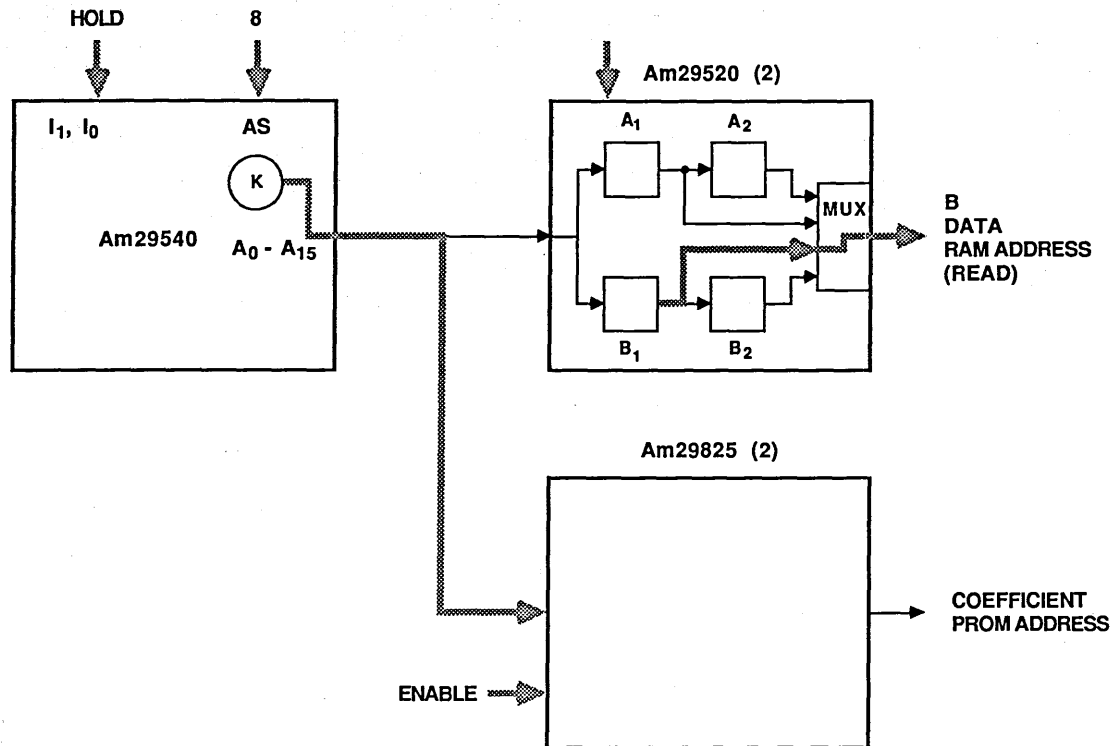 HOLD
8
Am29520 (2)
I1, I0
AS
K
Am29540
A0 - A15
A1
A2
MUX
B1
B2
B
DATA
RAM ADDRESS
(READ)
Am29825 (2)
COEFFICIENT
PROM ADDRESS
ENABLE